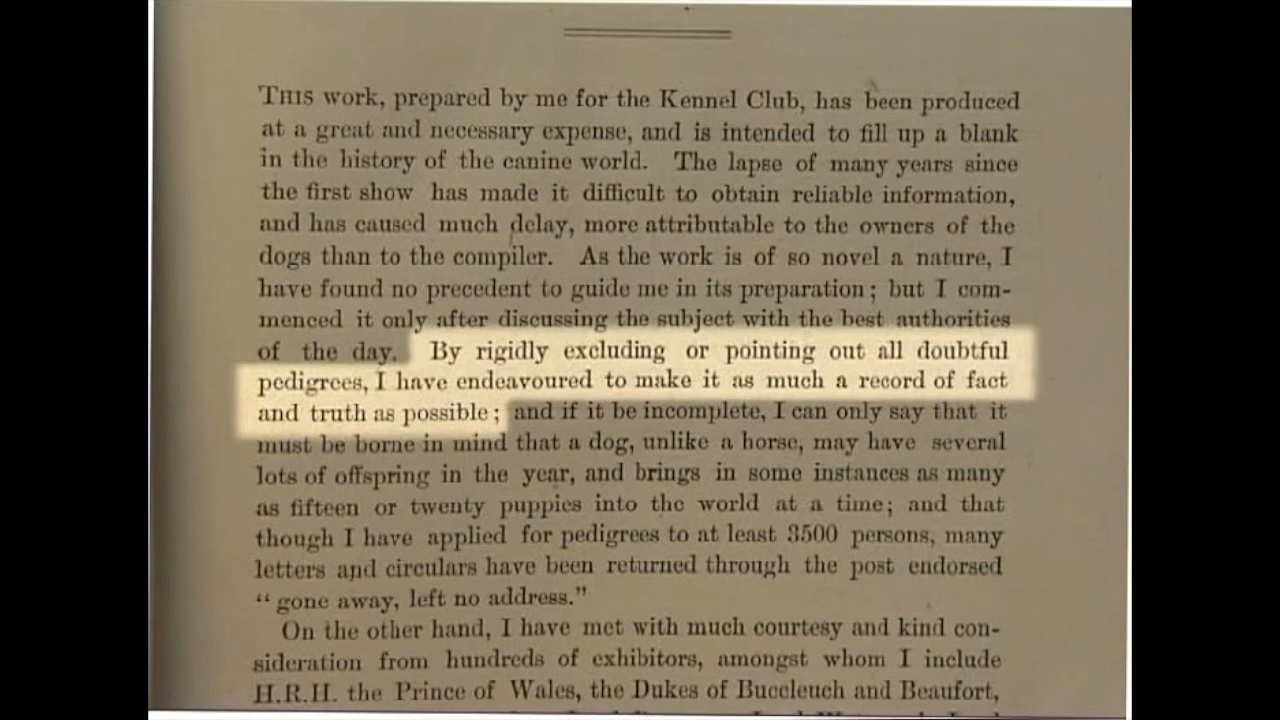 THIS work, prepared by me for the Kennel Club, has been produced
at a great and necessary expense, and is intended to fill up a blank
in the history of the canine world. The lapse of many years since
the first show has made it difficult to obtain reliable information,
and has caused much delay, more attributable to the owners of the
dogs than to the compiler. As the work is of so novel a nature, I
have found no precedent to guide me in its preparation; but I com-
menced it only after discussing the subject with the best authorities
of the day. By rigidly excluding or pointing out all doubtful
pedigrees, I have endeavoured to make it as much a record of fact
and truth as possible; and if it be incomplete, I can only say that it
must be borne in mind that a dog, unlike a horse, may have several
lots of offspring in the year, and brings in some instances as many
as fifteen or twenty puppies into the world at a time; and that
though I have applied for pedigrees to at least 3500 persons, many
letters and circulars have been returned through the post endorsed
“gone away, left no address.”
On the other hand, I have met with much courtesy and kind con-
sideration from hundreds of exhibitors, amongst whom I include
H.R.H. the Prince of Wales, the Dukes of Buccleuch and Beaufort,